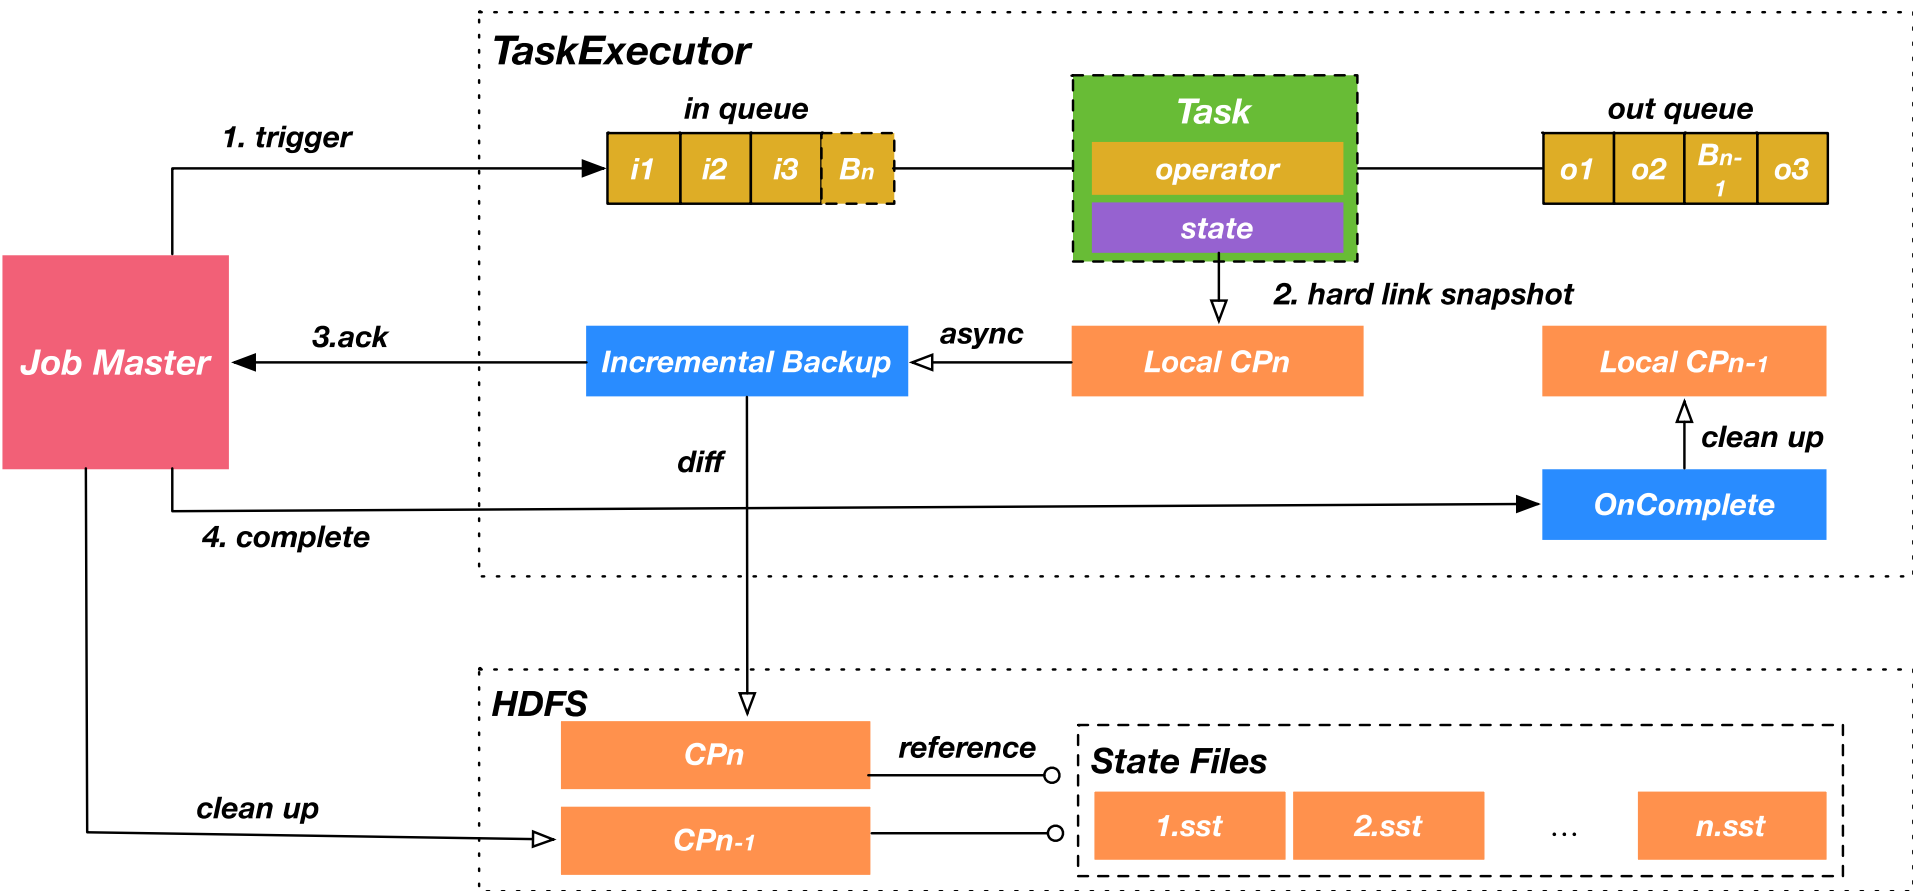 TaskExecutor
in queue
Task
out queue
1. trigger
i1 i2 i3 Bn
operator
o1 o2 Bn-
1 o3
state
2. hard link snapshot
Job Master
3.ack
Incremental Backup
async
Local CPn
Local CPn-1
clean up
diff
OnComplete
4. complete
HDFS
CPn
reference
State Files
clean up
CPn-1
1.sst
2.sst
...
n.sst